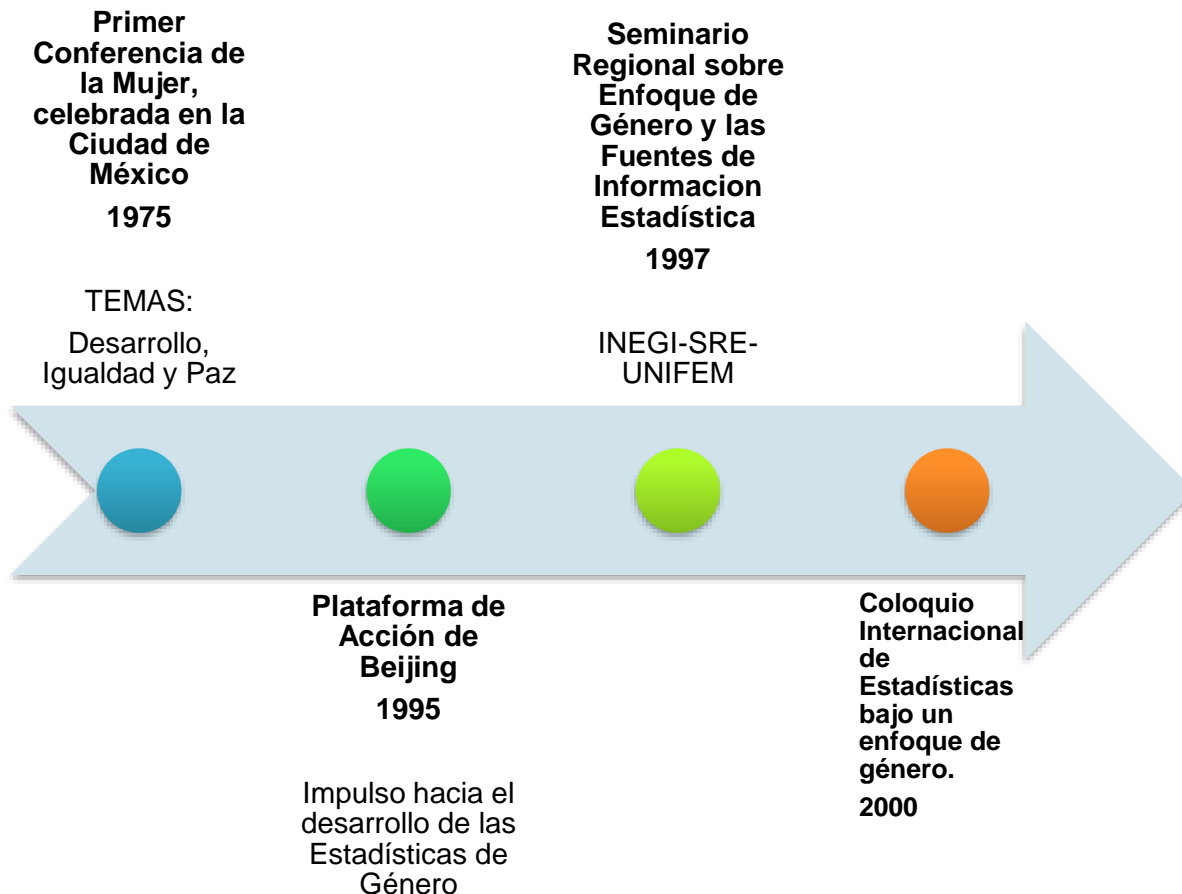 Primer
Conferencia de
la Mujer,
celebrada en la
Ciudad de
México
1975
TEMAS:
Desarrollo,
Igualdad y Paz
Plataforma de
Acción de
Beijing
1995
Impulso hacia el
desarrollo de las
Estadísticas de
Género
Seminario
Regional sobre
Enfoque de
Género y las
Fuentes de
Informacion
Estadística
1997
INEGI-SRE-
UNIFEM
Coloquio
Internacional
de
Estadísticas
bajo un
enfoque de
género.
2000